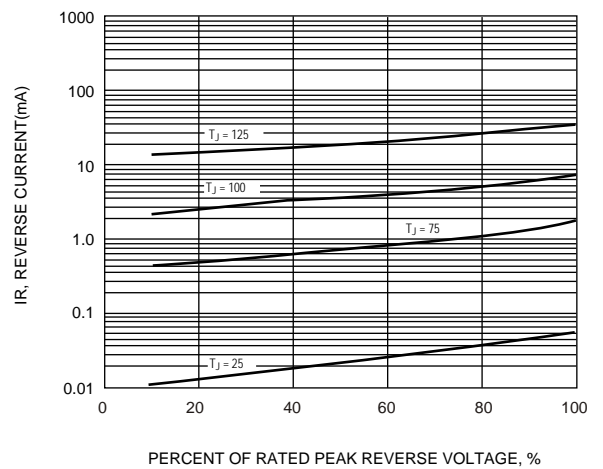 1000
100
10
1.0
0.1
0.01
IR, REVERSE CURRENT(mA)
TJ = 125
TJ = 100
TJ = 75
TJ = 25
0
20
40
60
80
100
PERCENT OF RATED PEAK REVERSE VOLTAGE, %